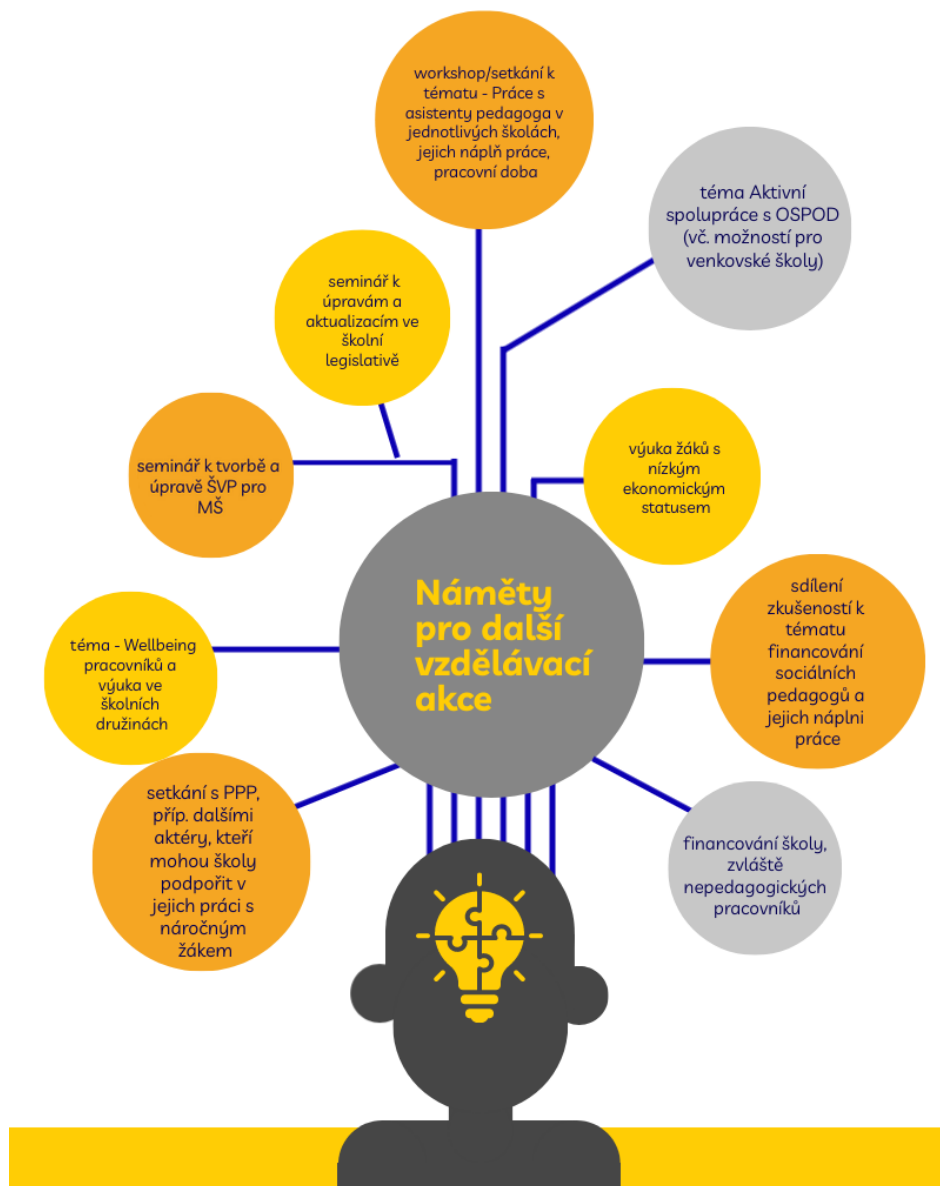 workshop/setkání k
tématu - Práce s
asistenty pedagoga v
jednotlivých školách,
jejich náplň práce,
pracovní doba
téma Aktivní
spolupráce s OSPOD
(vč. možností pro
venkovské školy)
seminář k
úpravám a
aktualizacím ve
školní
legislativě
seminář k tvorbě a
úpravě ŠVP pro
MŠ
výuka žáků s
nízkým
ekonomickým
statusem
Náměty
pro další
vzdělávací
akce
sdílení
zkušeností k
tématu
financování
sociálních
pedagogů a
jejich náplni
práce
téma - Wellbeing
pracovníků a
výuka ve
školních
družinách
setkání s PPP,
příp. dalšími
aktéry, kteří
mohou školy
podpořit v
jejich práci s
náročným
žákem
financování školy,
zvláště
nepedagogických
pracovníků